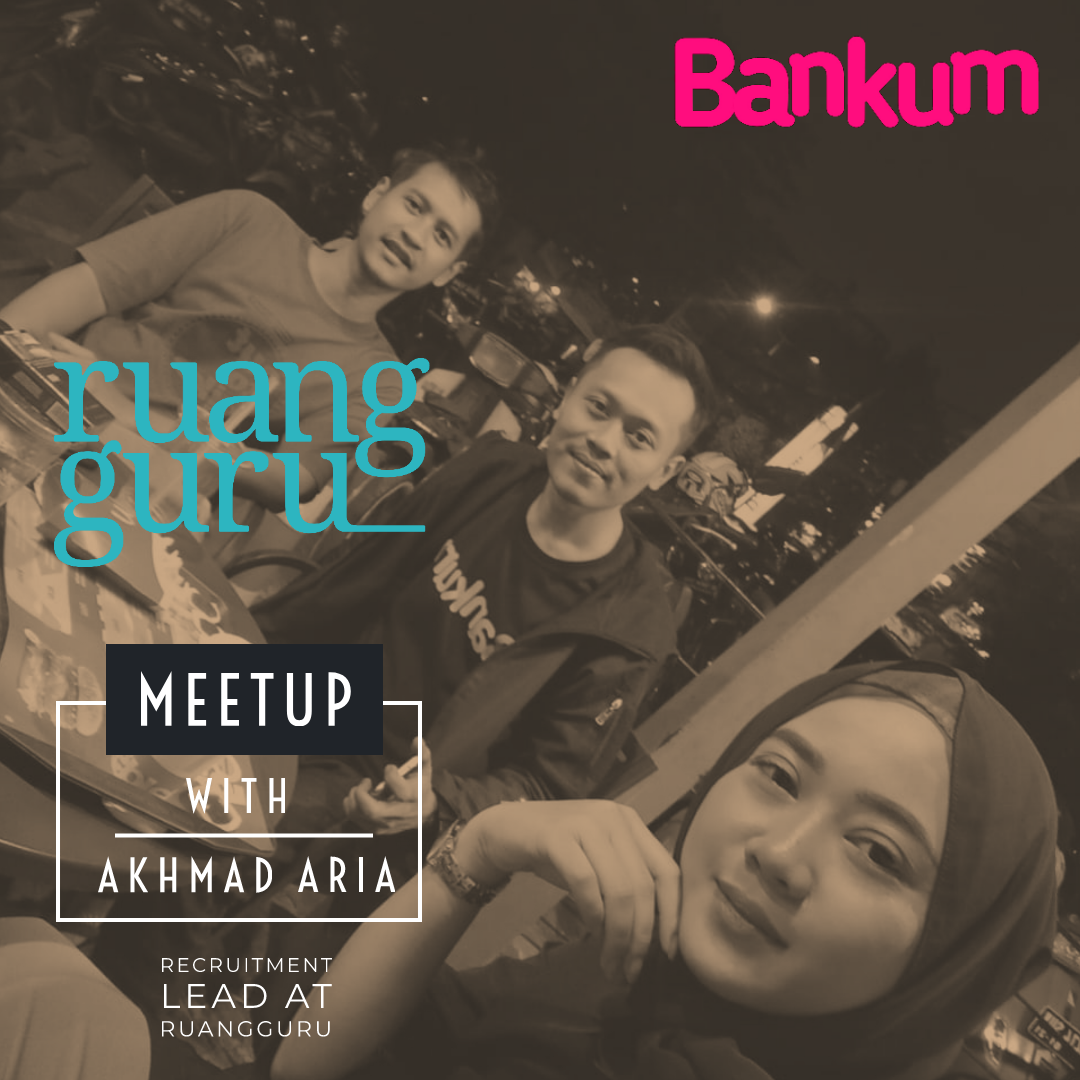 Bankum
ruang
guru
MEETUP
WITH
AKHMAD ARIA
RECRUITMENT
LEAD AT
RUANGGURU